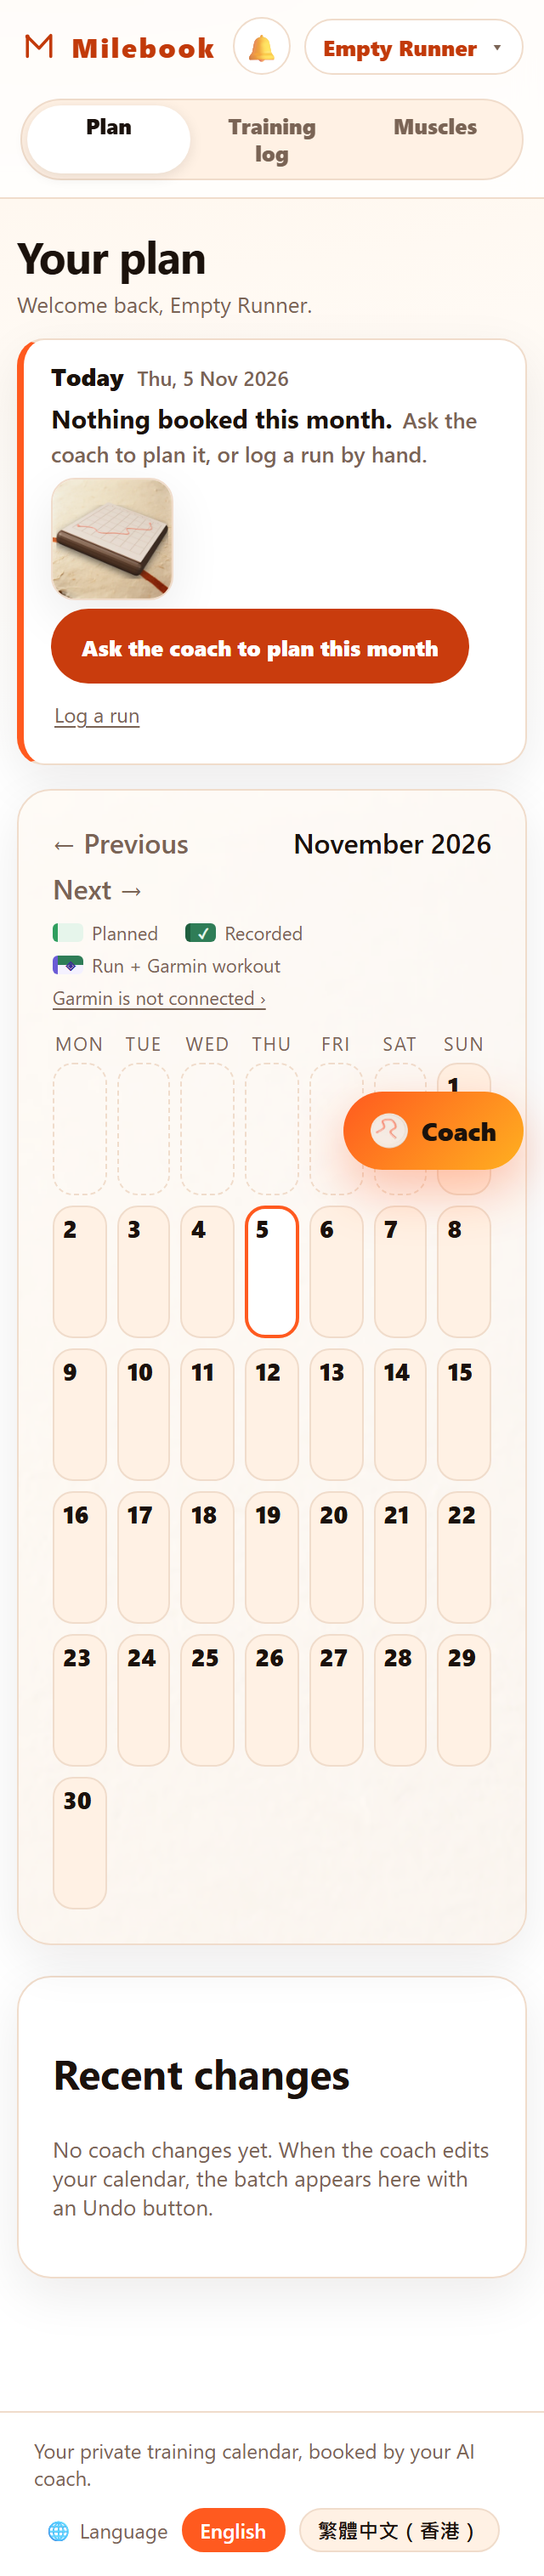 Milebook
Empty Runner
Plan
Training
log
Muscles
Your plan
Welcome back, Empty Runner.
Today Thu, 5 Nov 2026
Nothing booked this month. Ask the
coach to plan it, or log a run by hand.
Ask the coach to plan this month
Log a run
← Previous November 2026
Next →
Planned Recorded
Run + Garmin workout
Garmin is not connected ›
MON TUE WED THU FRI SAT SUN
1
Coach
2 3 4 5 6 7 8
9 10 11 12 13 14 15
16 17 18 19 20 21 22
23 24 25 26 27 28 29
30
Recent changes
No coach changes yet. When the coach edits
your calendar, the batch appears here with
an Undo button.
Your private training calendar, booked by your AI
coach.
Language English 繁體中文（香港）